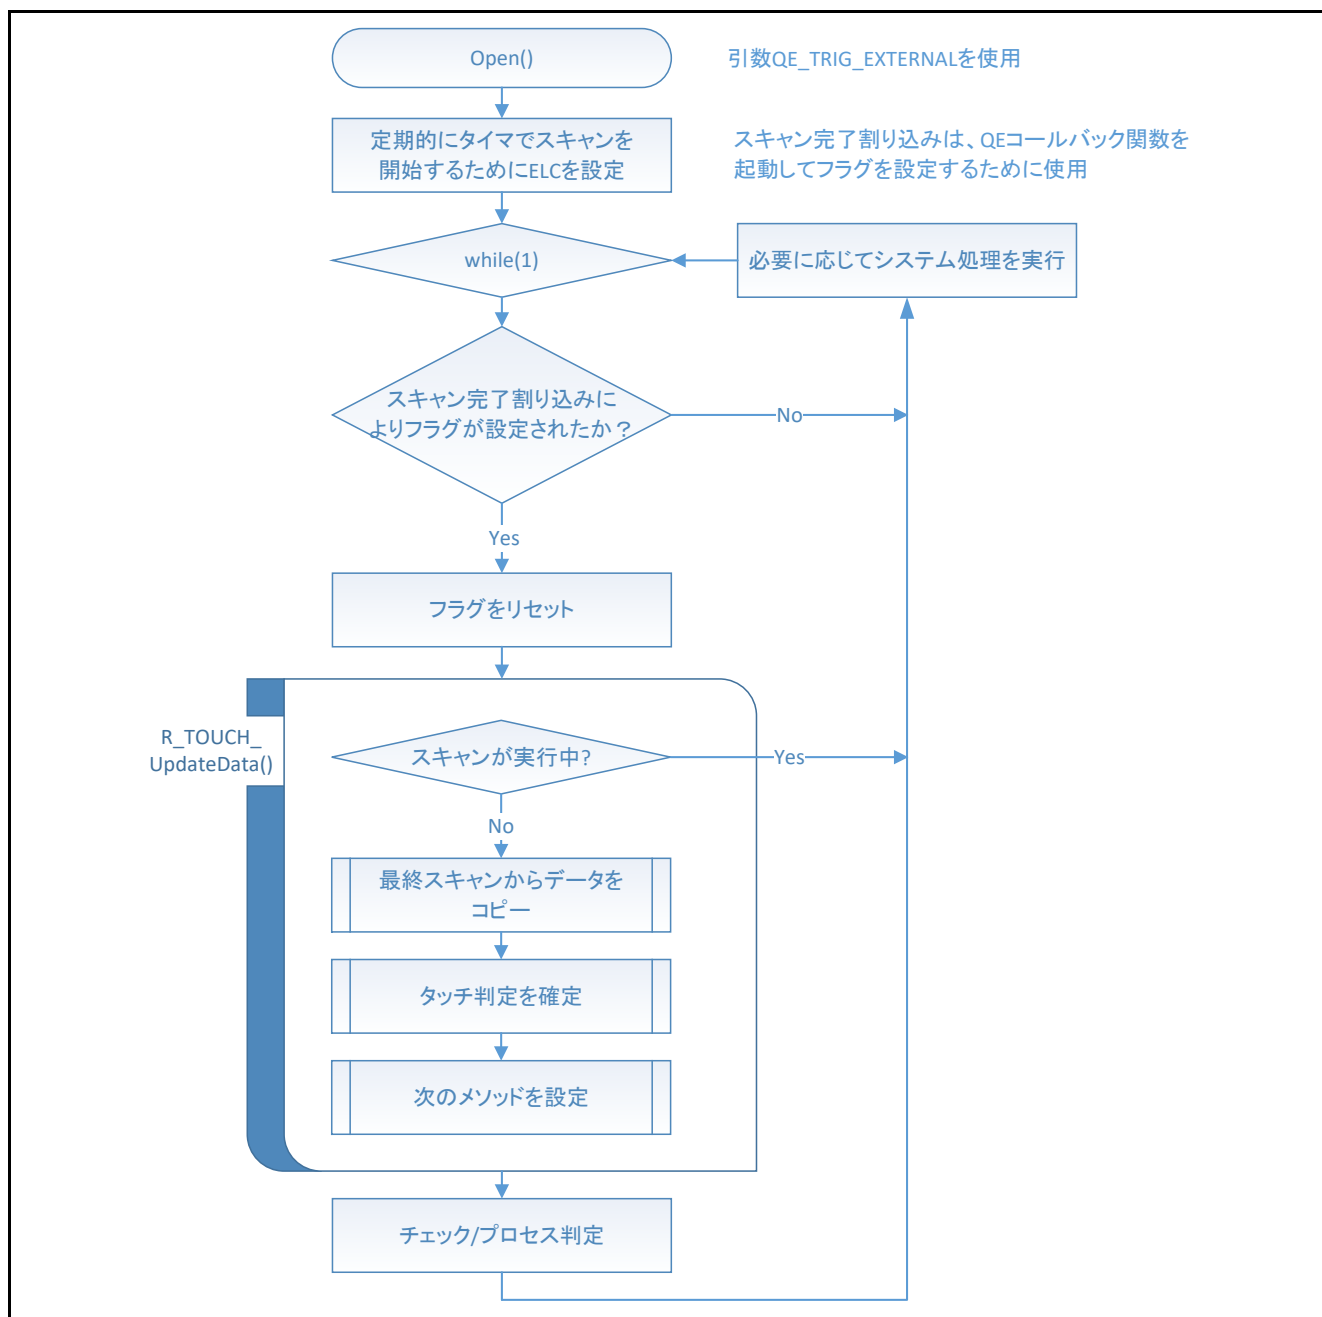 Open()
引数QE_TRIG_EXTERNALを使用
定期的にタイマでスキャンを
開始するためにELCを設定
スキャン完了割り込みは、QEコールバック関数を
起動してフラグを設定するために使用
while(1)
必要に応じてシステム処理を実行
スキャン完了割り込みに
よりフラグが設定されたか？
No
Yes
フラグをリセット
R_TOUCH_
UpdateData()
スキャンが実行中?
Yes
No
最終スキャンからデータを
コピー
タッチ判定を確定
次のメソッドを設定
チェック/プロセス判定